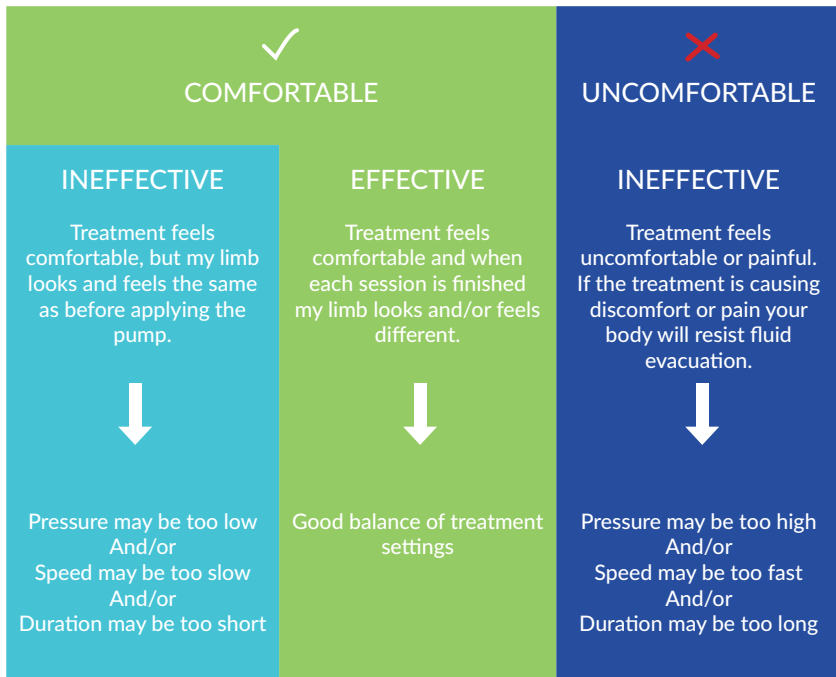 COMFORTABLE
UNCOMFORTABLE
INEFFECTIVE
Treatment feels
comfortable, but my limb
looks and feels the same
as before applying the
pump.
Pressure may be too low
And/or
Speed may be too slow
And/or
Duration may be too short
EFFECTIVE
Treatment feels
comfortable and when
each session is finished
my limb looks and/or feels
different.
Good balance of treatment
settings
INEFFECTIVE
Treatment feels
uncomfortable or painful.
If the treatment is causing
discomfort or pain your
body will resist fluid
evacuation.
Pressure may be too high
And/or
Speed may be too fast
And/or
Duration may be too long